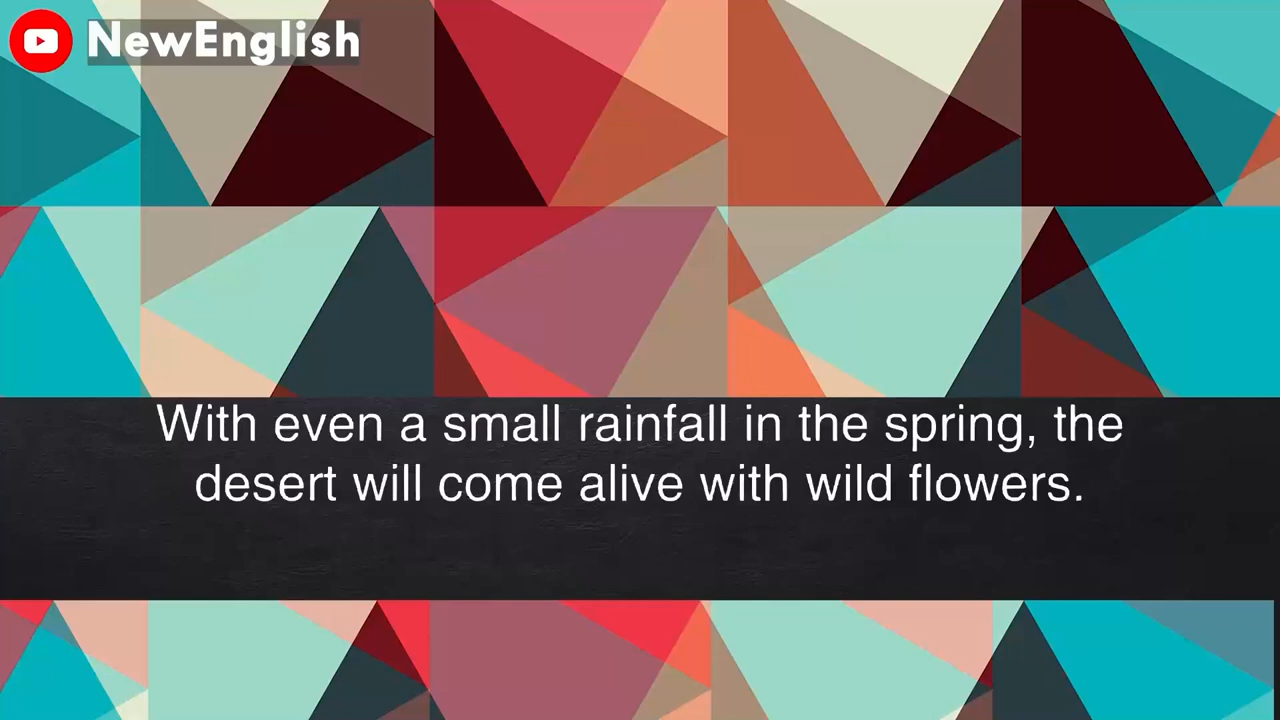 NewEnglish
With even a small rainfall in the spring, the
desert will come alive with wild flowers.